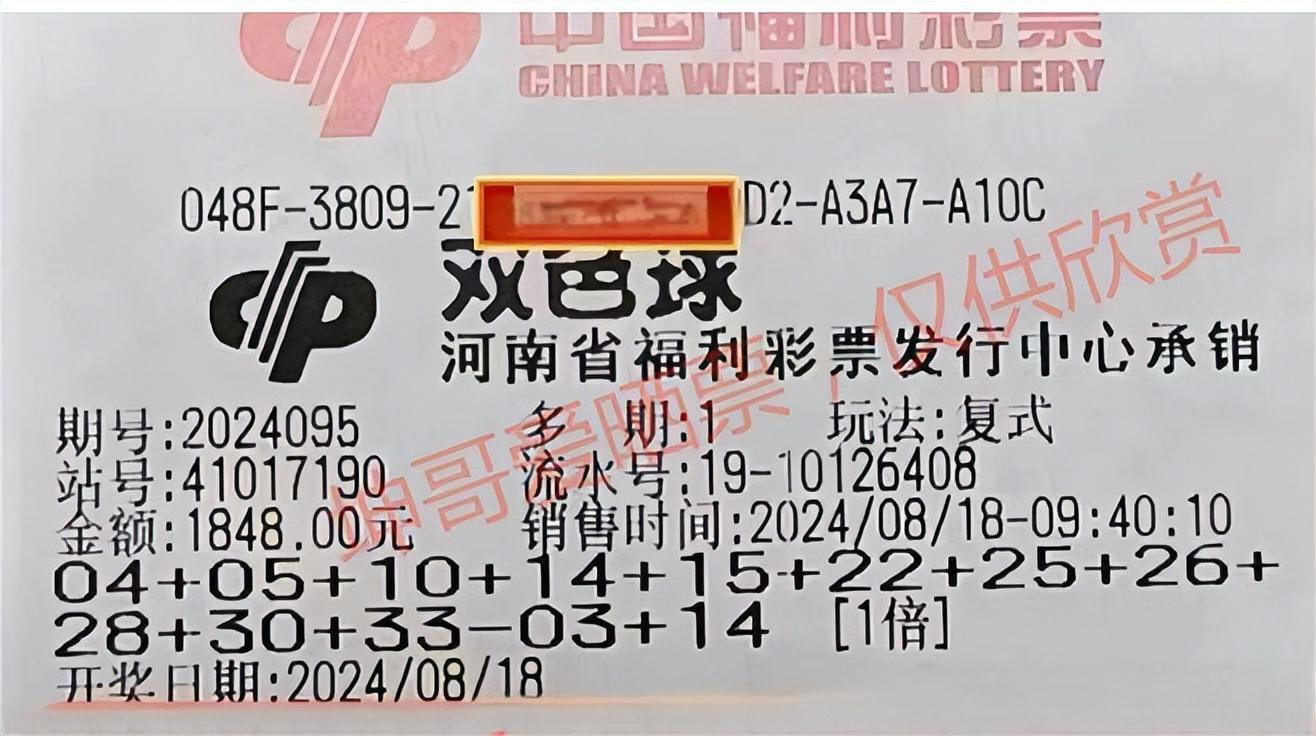 中国福利彩票
CHINA WELFARE LOTTERY
048F-3809-21 D2-A3A7-A10C
双色球
河南省福利彩票发行中心承销
期号:2024095 多 期:1 玩法:复式
站号:41017190 流水号:19-10126408
金额:1848.00元 销售时间:2024/08/18-09:40:10
04+05+10+14+15+22+25+26+
28+30+33-03+14 [1倍]
开奖日期:2024/08/18
哥爱晒票,仅供欣赏